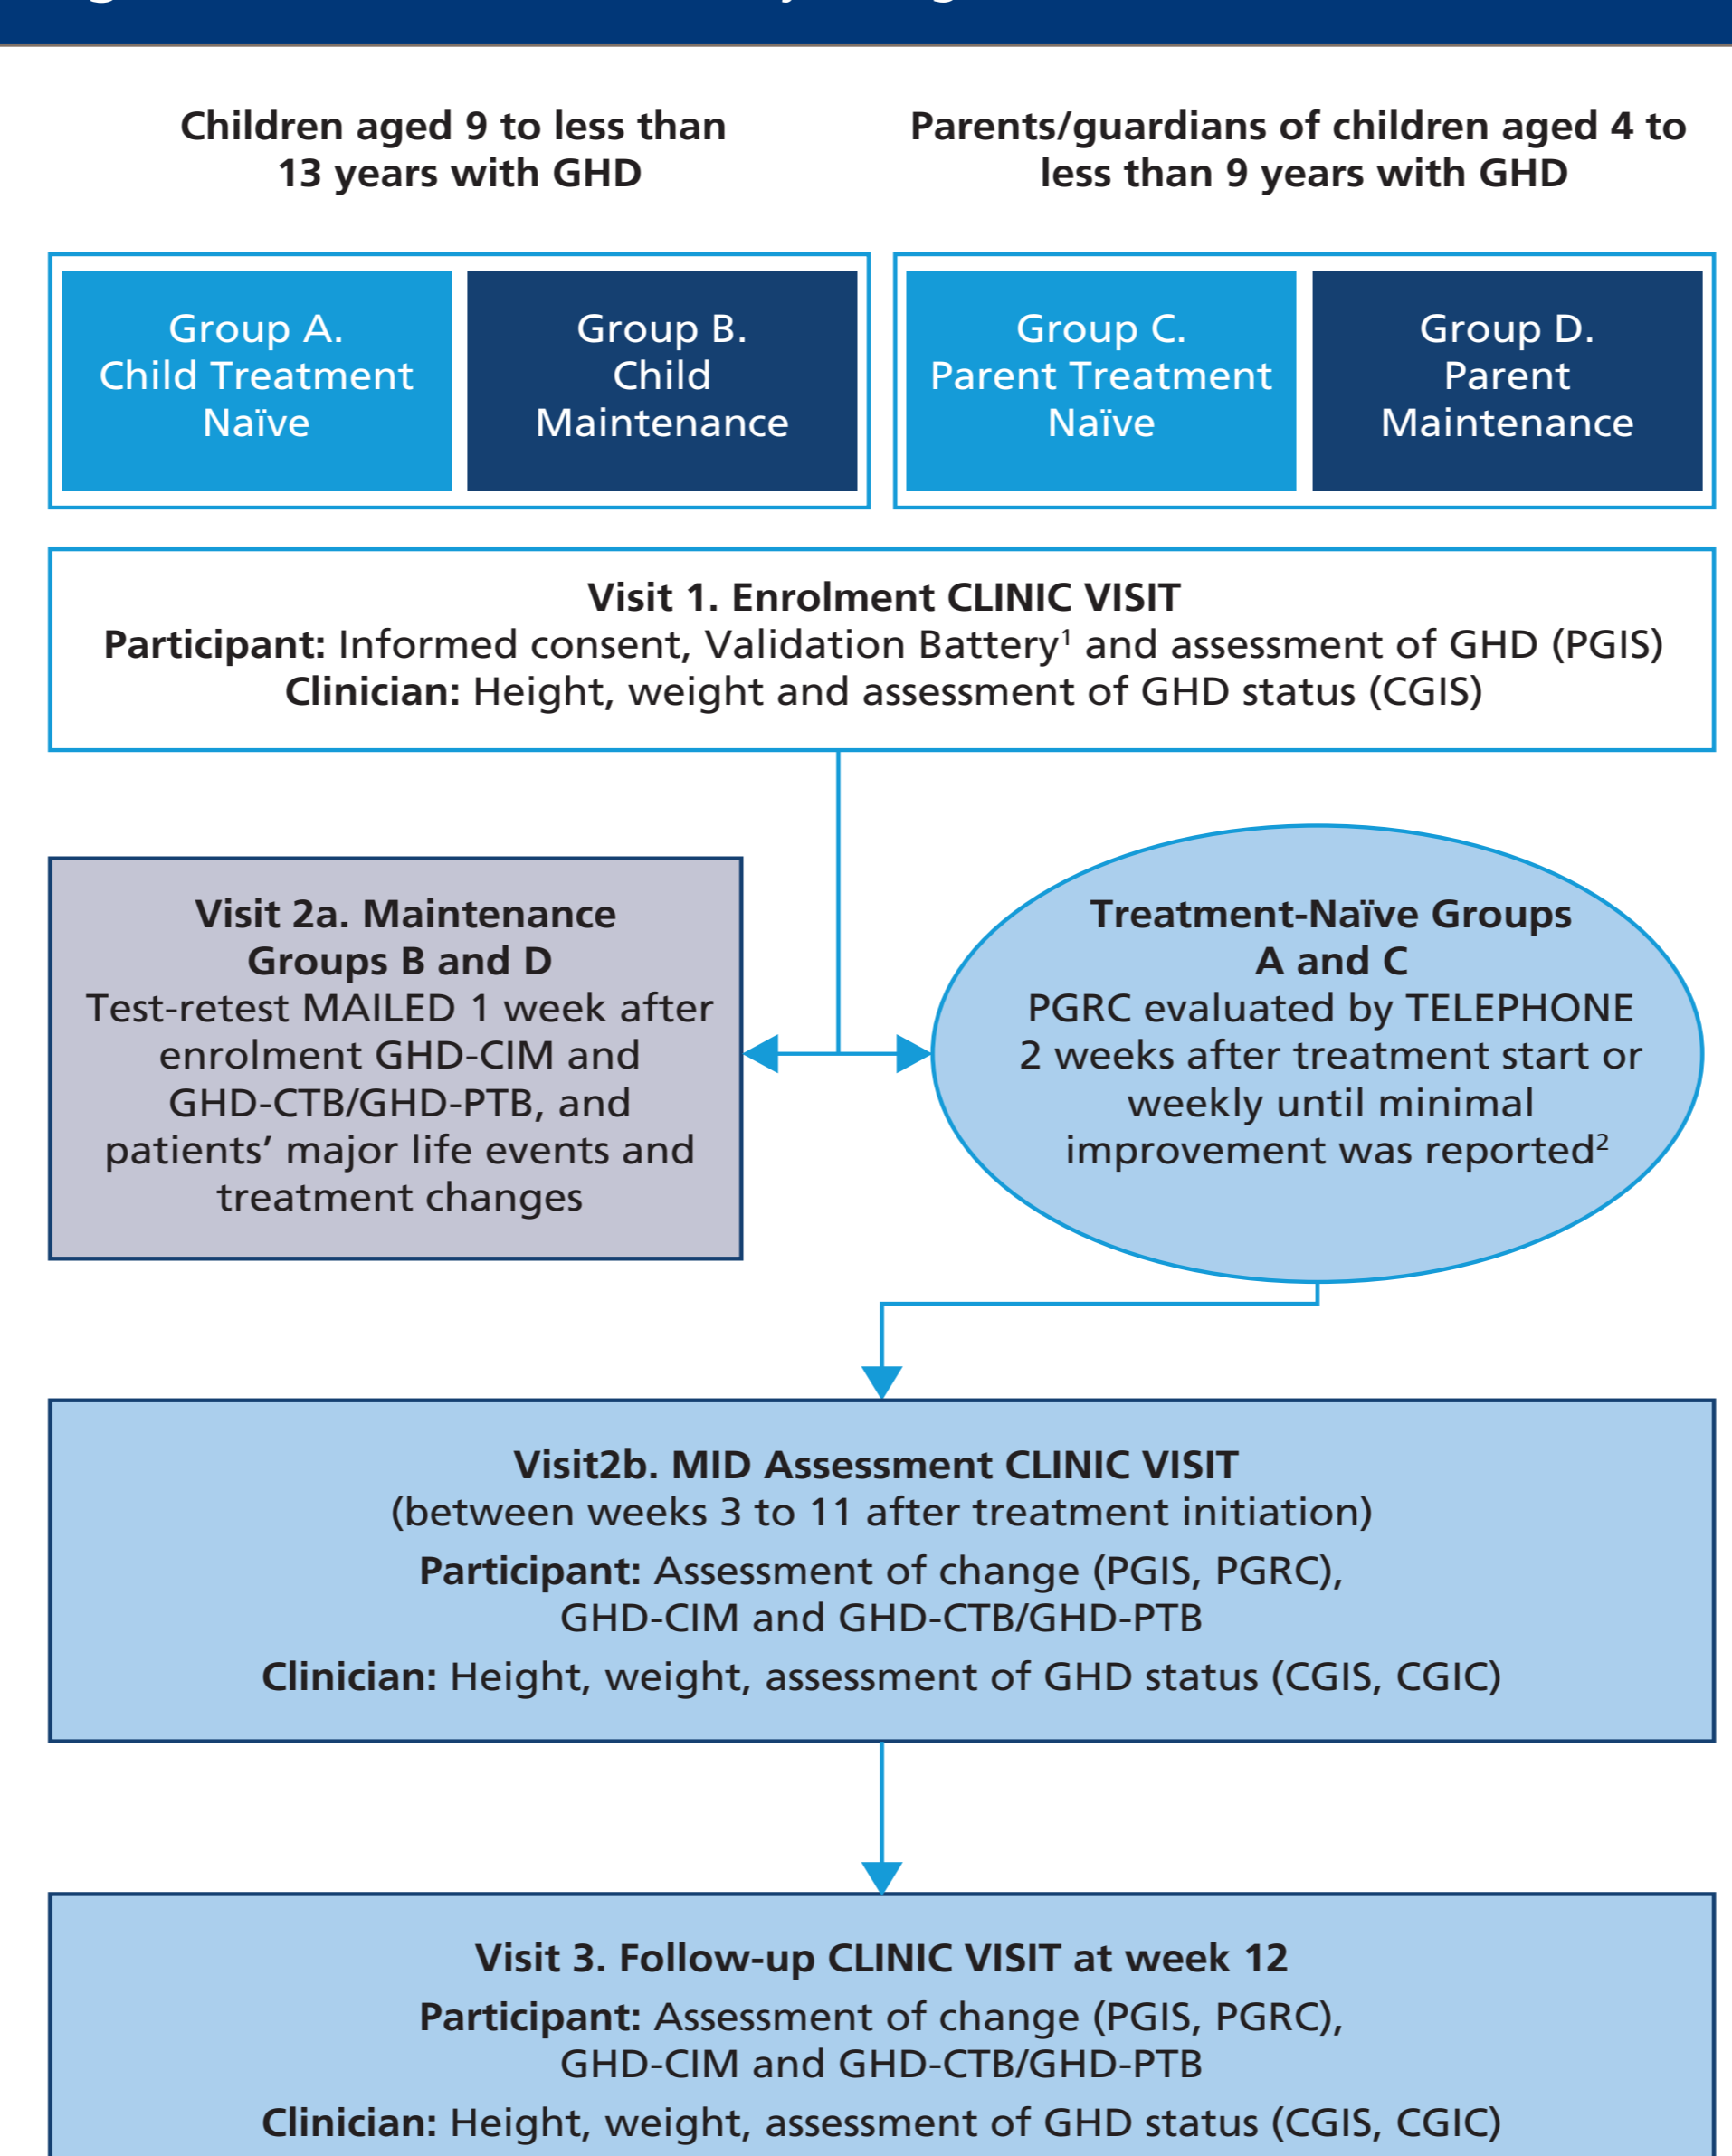 Children aged 9 to less than
13 years with GHD
Parents/guardians of children aged 4 to
less than 9 years with GHD
Group A.
Child Treatment
Naïve
Group B.
Child
Maintenance
Group C.
Parent Treatment
Naïve
Group D.
Parent
Maintenance
Visit 1. Enrolment CLINIC VISIT
Participant: Informed consent, Validation Battery¹ and assessment of GHD (PGIS)
Clinician: Height, weight and assessment of GHD status (CGIS)
Visit 2a. Maintenance
Groups B and D
Test-retest MAILED 1 week after
enrolment GHD-CIM and
GHD-CTB/GHD-PTB, and
patients’ major life events and
treatment changes
Treatment-Naïve Groups
A and C
PGRC evaluated by TELEPHONE
2 weeks after treatment start or
weekly until minimal
improvement was reported²
Visit2b. MID Assessment CLINIC VISIT
(between weeks 3 to 11 after treatment initiation)
Participant: Assessment of change (PGIS, PGRC),
GHD-CIM and GHD-CTB/GHD-PTB
Clinician: Height, weight, assessment of GHD status (CGIS, CGIC)
Visit 3. Follow-up CLINIC VISIT at week 12
Participant: Assessment of change (PGIS, PGRC),
GHD-CIM and GHD-CTB/GHD-PTB
Clinician: Height, weight, assessment of GHD status (CGIS, CGIC)